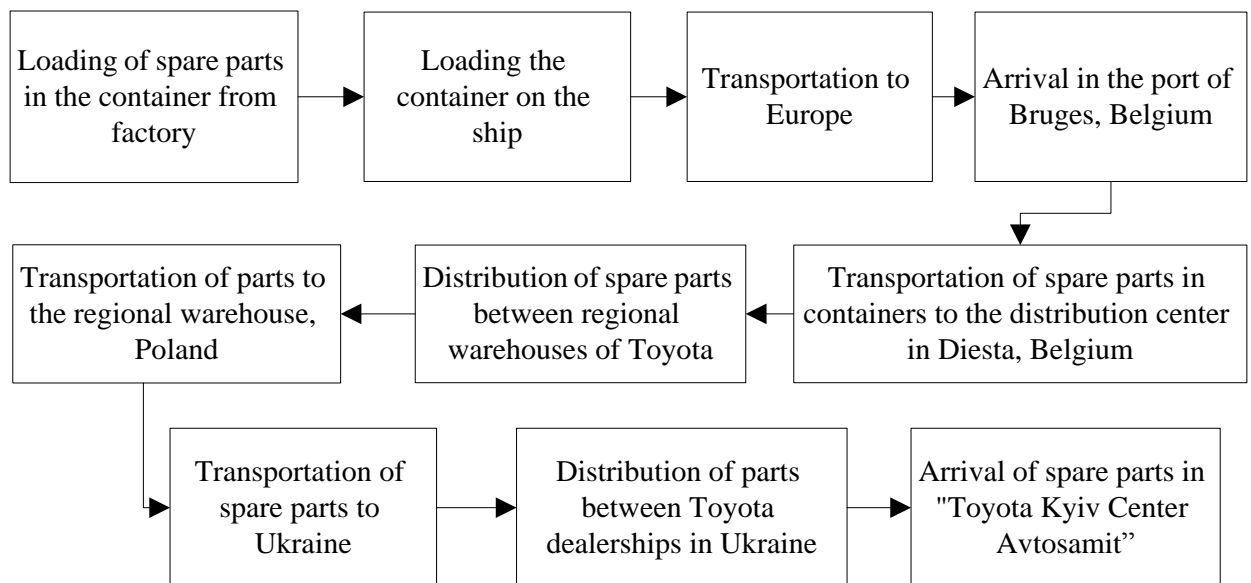 Loading of spare parts
in the container from
factory
Loading the
container on the
ship
Transportation to
Europe
Arrival in the port of
Bruges, Belgium
Transportation of spare parts in
containers to the distribution center
in Diesta, Belgium
Distribution of spare parts
between regional
warehouses of Toyota
Transportation of parts to
the regional warehouse,
Poland
Transportation of
spare parts to
Ukraine
Distribution of parts
between Toyota
dealerships in Ukraine
Arrival of spare parts in
"Toyota Kyiv Center
Avtosamit”